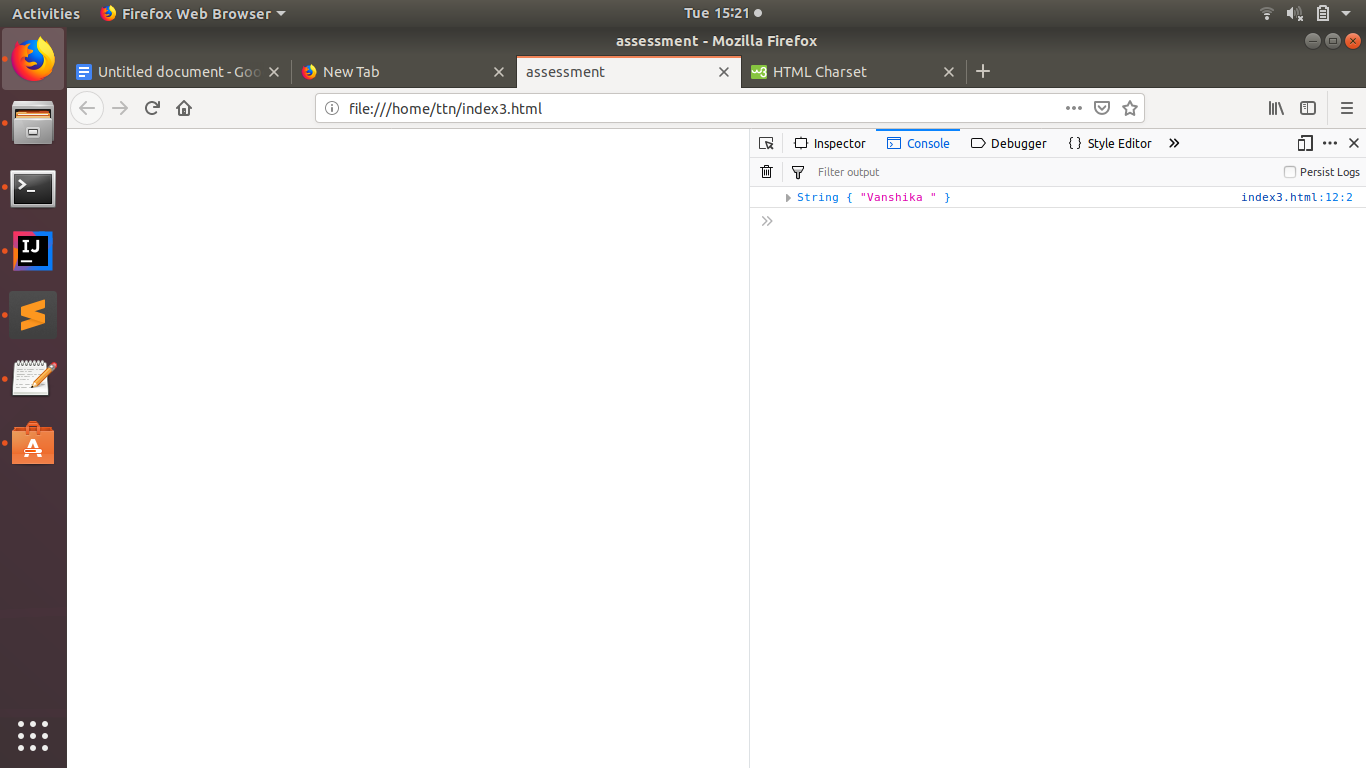 Activities Firefox Web Browser Tue 15:21
assessment - Mozilla Firefox
Untitled document - Goo New Tab assessment HTML Charset
file:///home/ttn/index3.html
Inspector Console Debugger {} Style Editor
Filter output Persist Logs
String { "Vanshika " } index3.html:12:2